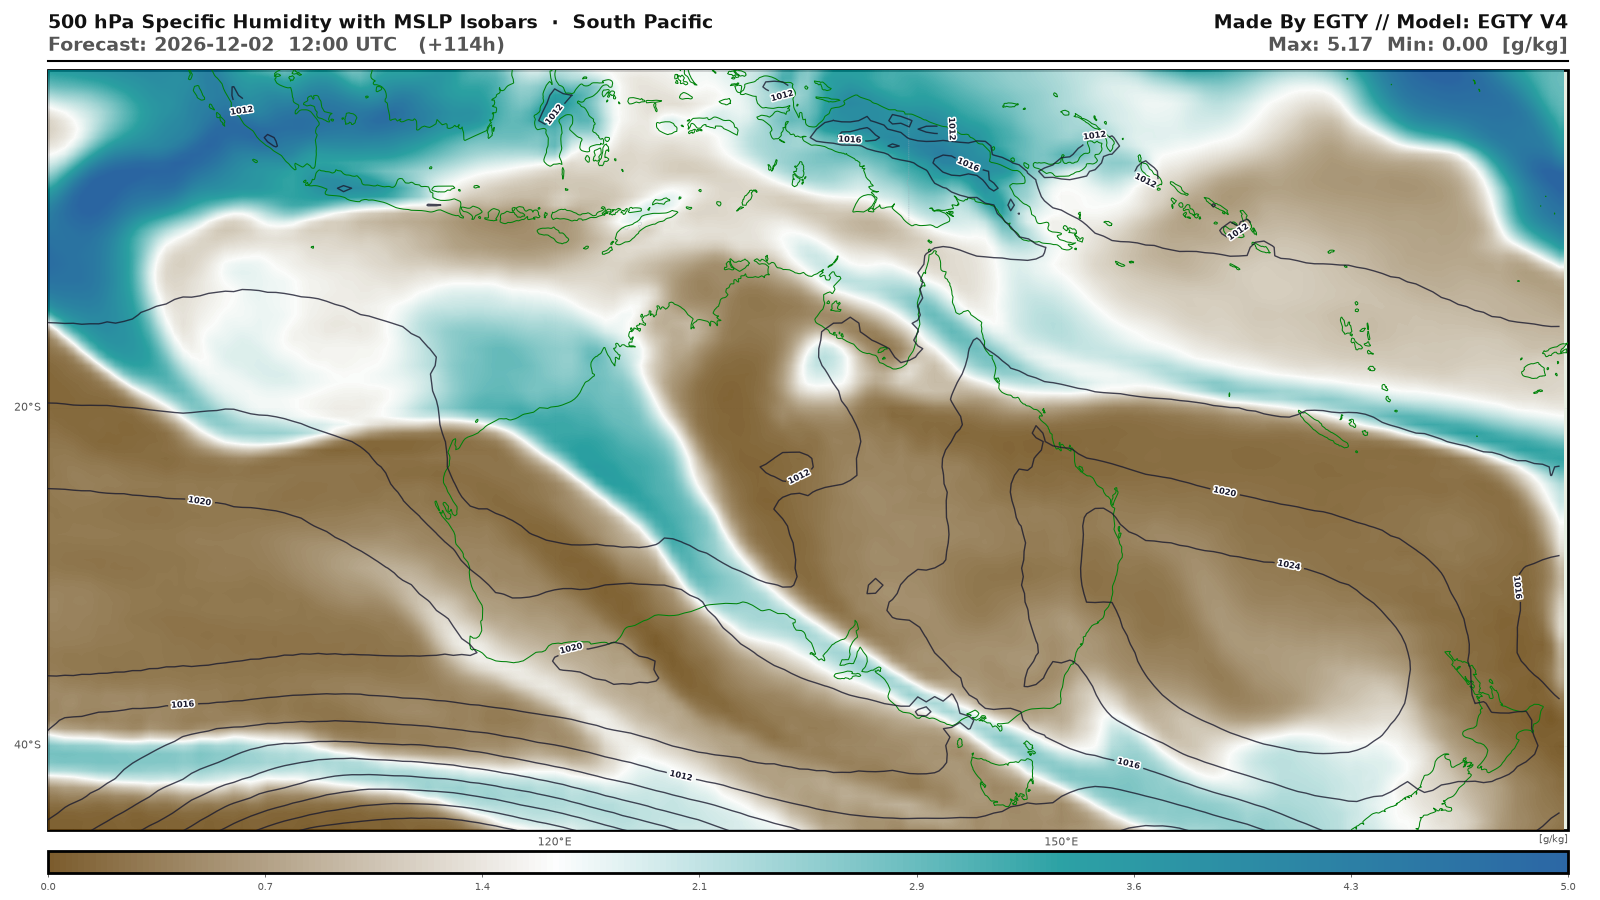 500 hPa Specific Humidity with MSLP Isobars · South Pacific
Made By EGTY // Model: EGTY V4
Forecast: 2026-12-02 12:00 UTC (+114h)
Max: 5.17 Min: 0.00 [g/kg]
1012
1012
1012
1012
1016
1012
1016
1012
1012
20°S
1012
1020
1020
1024
1016
1020
1016
40°S
1016
1012
120°E
150°E
[g/kg]
0.0
0.7
1.4
2.1
2.9
3.6
4.3
5.0